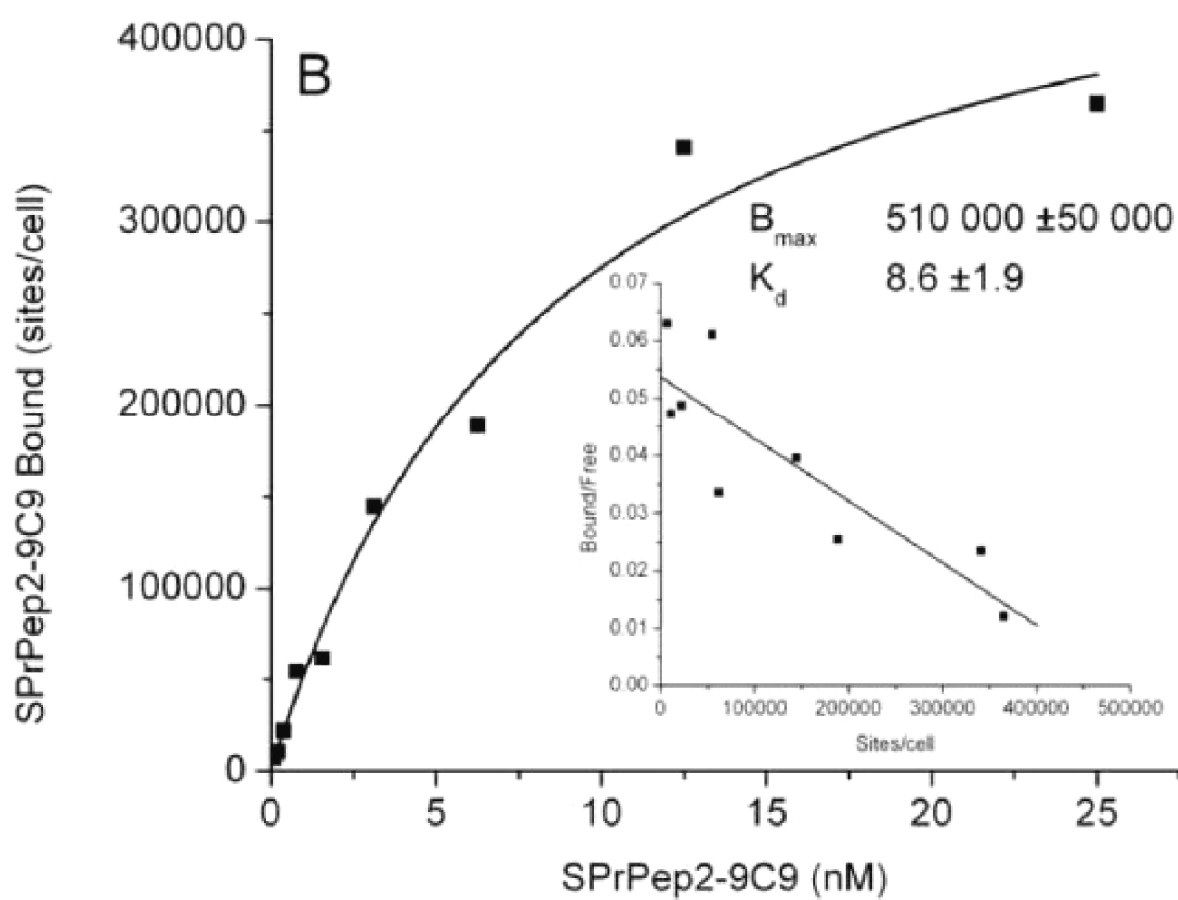 B
400000
300000
200000
100000
0
SPrPep2-9C9 Bound (sites/cell)
0 5 10 15 20 25
SPrPep2-9C9 (nM)
Bmax 510 000 ±50 000
Kd 8.6 ±1.9
0.07
0.06
0.05
0.04
0.03
0.02
0.01
0.00
Bound/Free
0 100000 200000 300000 400000 500000
Sites/cell